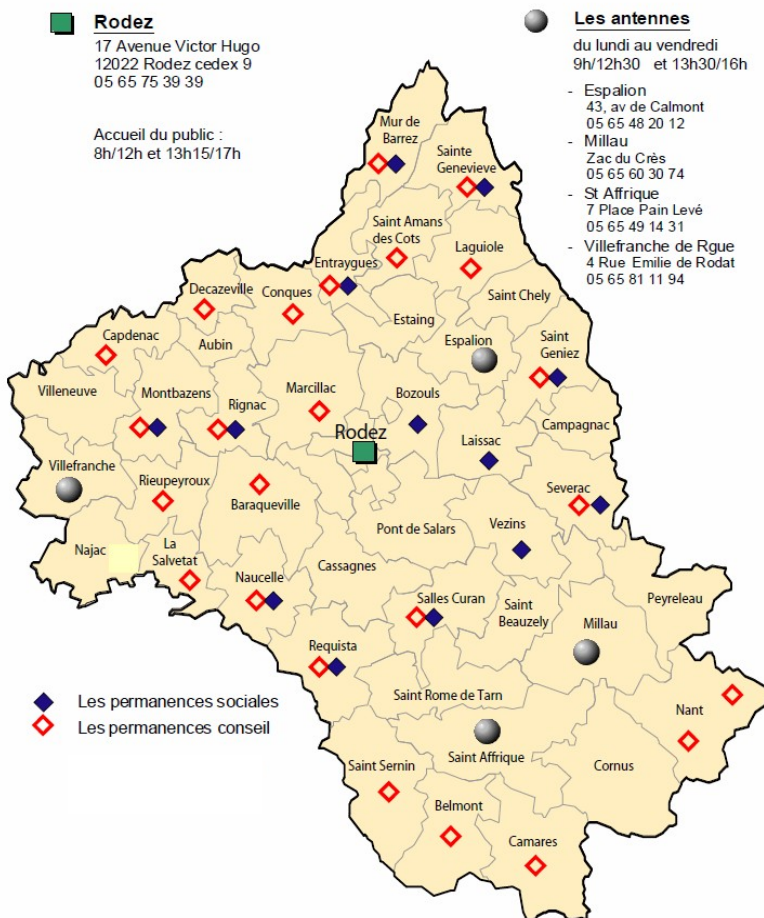 Rodez
17 Avenue Victor Hugo
12022 Rodez cedex 9
05 65 75 39 39
Accueil du public :
8h/12h et 13h15/17h
Les antennes
du lundi au vendredi
9h/12h30 et 13h30/16h
- Espalion
43, av de Calmont
05 65 48 20 12
- Millau
Zac du Crès
05 65 60 30 74
- St Affrique
7 Place Pain Levé
05 65 49 14 31
- Villefranche de Rgue
4 Rue Emilie de Rodat
05 65 81 11 94
Mur de
Barrez
Sainte
Genevieve
Saint Amans
des Cots
Laguiole
Entraygues
Decazeville
Conques
Saint Chely
Estaing
Capdenac
Aubin
Espalion
Saint
Geniez
Villeneuve
Montbazens
Rignac
Marcillac
Bozouls
Campagnac
Rodez
Laissac
Villefranche
Rieupeyroux
Baraqueville
Severac
Pont de Salars
Vezins
Najac
La
Salvetat
Cassagnes
Naucelle
Salles Curan
Saint
Beauzely
Peyreleau
Millau
Requista
Saint Rome de Tarn
Les permanences sociales
Les permanences conseil
Nant
Saint Affrique
Saint Sernin
Cornus
Belmont
Camares